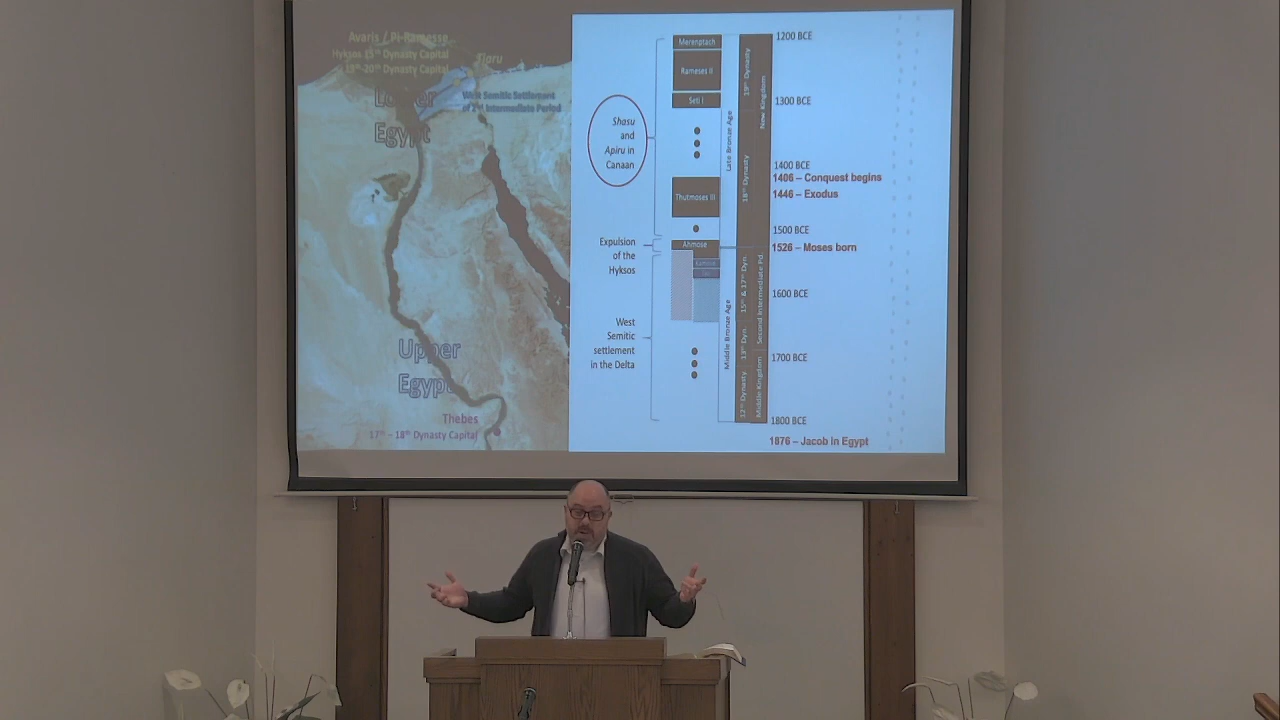 Avaris / Pi-Ramesse
Hyksos 15th Dynasty Capital
19th-20th Dynasty Capital
Tjaru
West Semitic Settlement
of 2nd Intermediate Period
Lower
Egypt
Upper
Egypt
Thebes
17th – 18th Dynasty Capital
Shasu
and
Apiru in
Canaan
Expulsion
of the
Hyksos
West
Semitic
settlement
in the Delta
Merenptach
Rameses II
Seti I
Thutmoses III
Ahmose
Kamose
Late Bronze Age
Middle Bronze Age
19th Dynasty
18th Dynasty
15th & 17th Dyn.
13th Dyn.
12th Dynasty
New Kingdom
Second Intermediate Pd.
Middle Kingdom
1200 BCE
1300 BCE
1400 BCE
1406 – Conquest begins
1446 – Exodus
1500 BCE
1526 – Moses born
1600 BCE
1700 BCE
1800 BCE
1876 – Jacob in Egypt